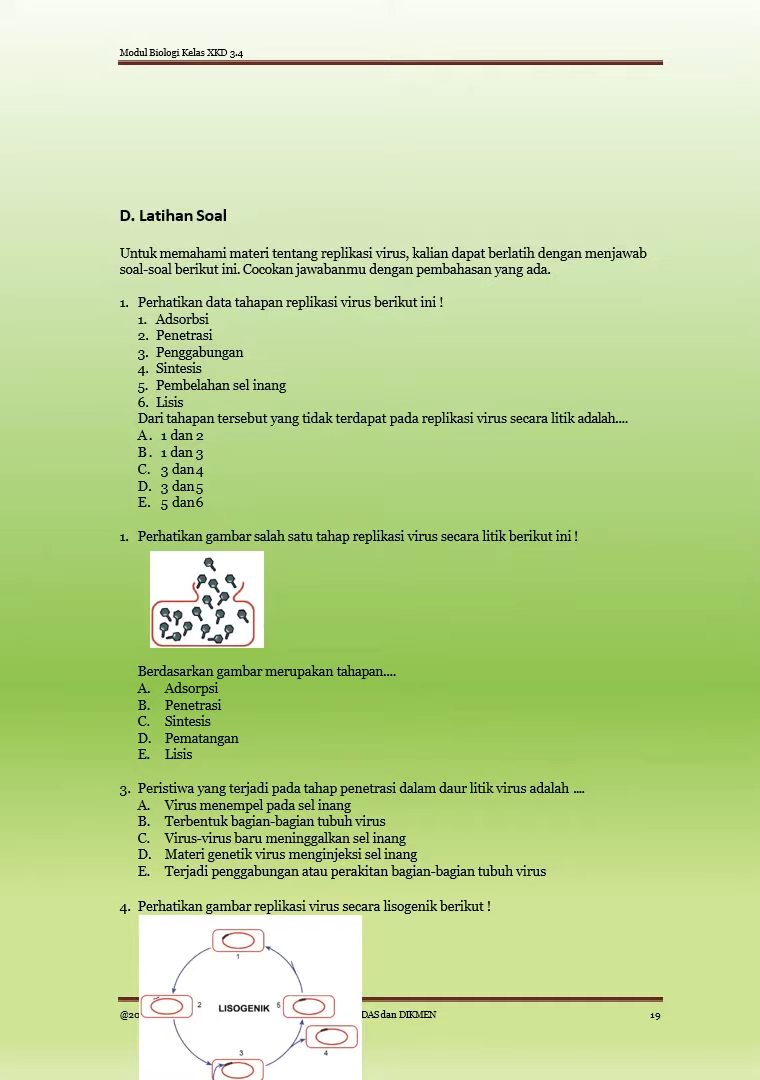 Modul Biologi Kelas XKD 3.4
D. Latihan Soal
Untuk memahami materi tentang replikasi virus, kalian dapat berlatih dengan menjawab
soal-soal berikut ini. Cocokan jawabanmu dengan pembahasan yang ada.
1. Perhatikan data tahapan replikasi virus berikut ini !
1. Adsorbsi
2. Penetrasi
3. Penggabungan
4. Sintesis
5. Pembelahan sel inang
6. Lisis
Dari tahapan tersebut yang tidak terdapat pada replikasi virus secara litik adalah....
A. 1 dan 2
B. 1 dan 3
C. 3 dan4
D. 3 dan5
E. 5 dan6
1. Perhatikan gambar salah satu tahap replikasi virus secara litik berikut ini !
Berdasarkan gambar merupakan tahapan....
A. Adsorpsi
B. Penetrasi
C. Sintesis
D. Pematangan
E. Lisis
3. Peristiwa yang terjadi pada tahap penetrasi dalam daur litik virus adalah ....
A. Virus menempel pada sel inang
B. Terbentuk bagian-bagian tubuh virus
C. Virus-virus baru meninggalkan sel inang
D. Materi genetik virus menginjeksi sel inang
E. Terjadi penggabungan atau perakitan bagian-bagian tubuh virus
4. Perhatikan gambar replikasi virus secara lisogenik berikut !
1
2
LISOGENIK
5
3
4
@20
DAS dan DIKMEN
19